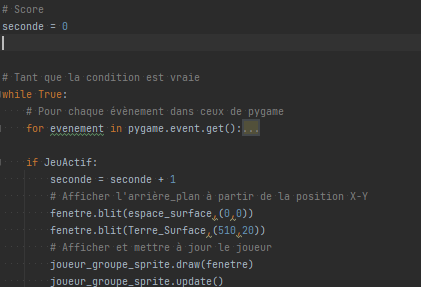 # Score
seconde = 0
# Tant que la condition est vraie
while True:
# Pour chaque évènement dans ceux de pygame
for evenement in pygame.event.get():...
if JeuActif:
seconde = seconde + 1
# Afficher l'arrière_plan à partir de la position X-Y
fenetre.blit(espace_surface,(0,0))
fenetre.blit(Terre_Surface,(510,20))
# Afficher et mettre à jour le joueur
joueur_groupe_sprite.draw(fenetre)
joueur_groupe_sprite.update()